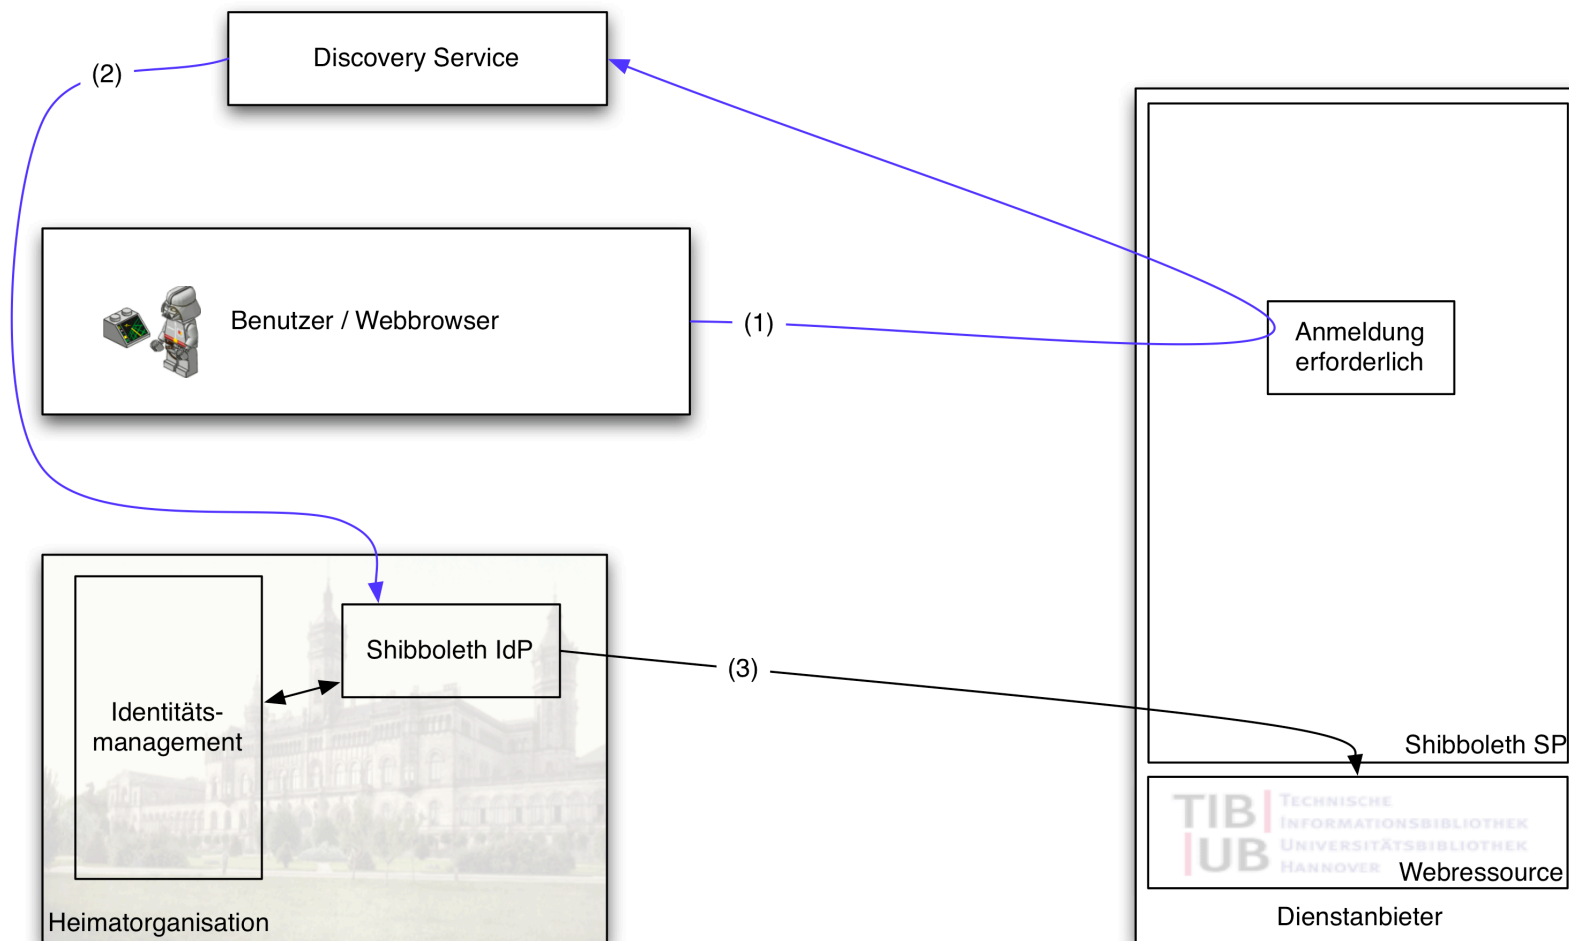 Discovery Service
(2)
Benutzer / Webbrowser
(1)
Anmeldung
erforderlich
Shibboleth IdP
(3)
Identitäts-
management
Heimatorganisation
Shibboleth SP
TIB
UB
TECHNISCHE
INFORMATIONSBIBLIOTHEK
UNIVERSITÄTSBIBLIOTHEK
HANNOVER
Webressource
Dienstanbieter